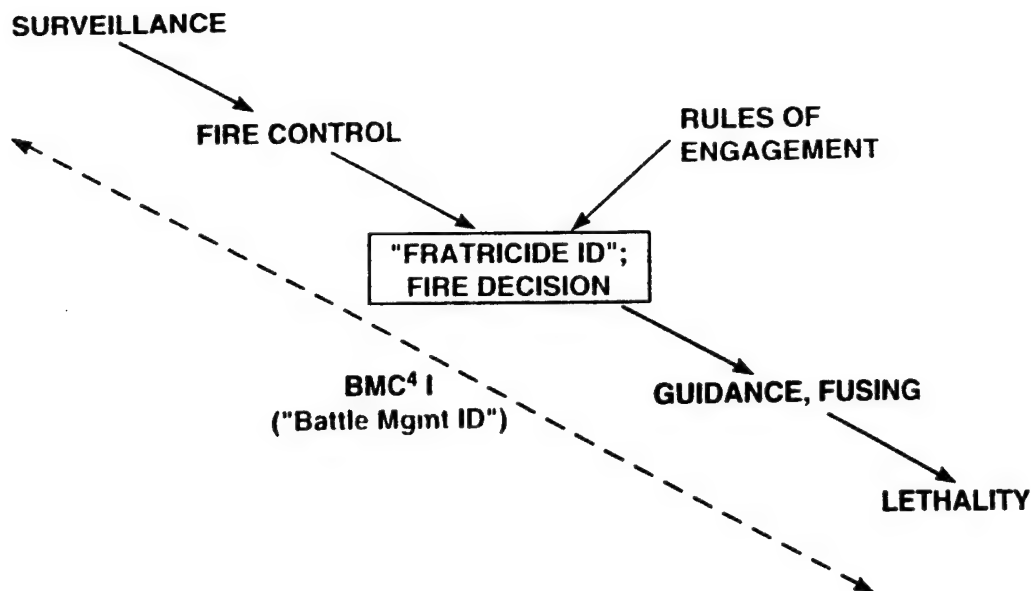 SURVEILLANCE
FIRE CONTROL
RULES OF
ENGAGEMENT
"FRATRICIDE ID";
FIRE DECISION
BMC⁴ I
("Battle Mgmt ID")
GUIDANCE, FUSING
LETHALITY